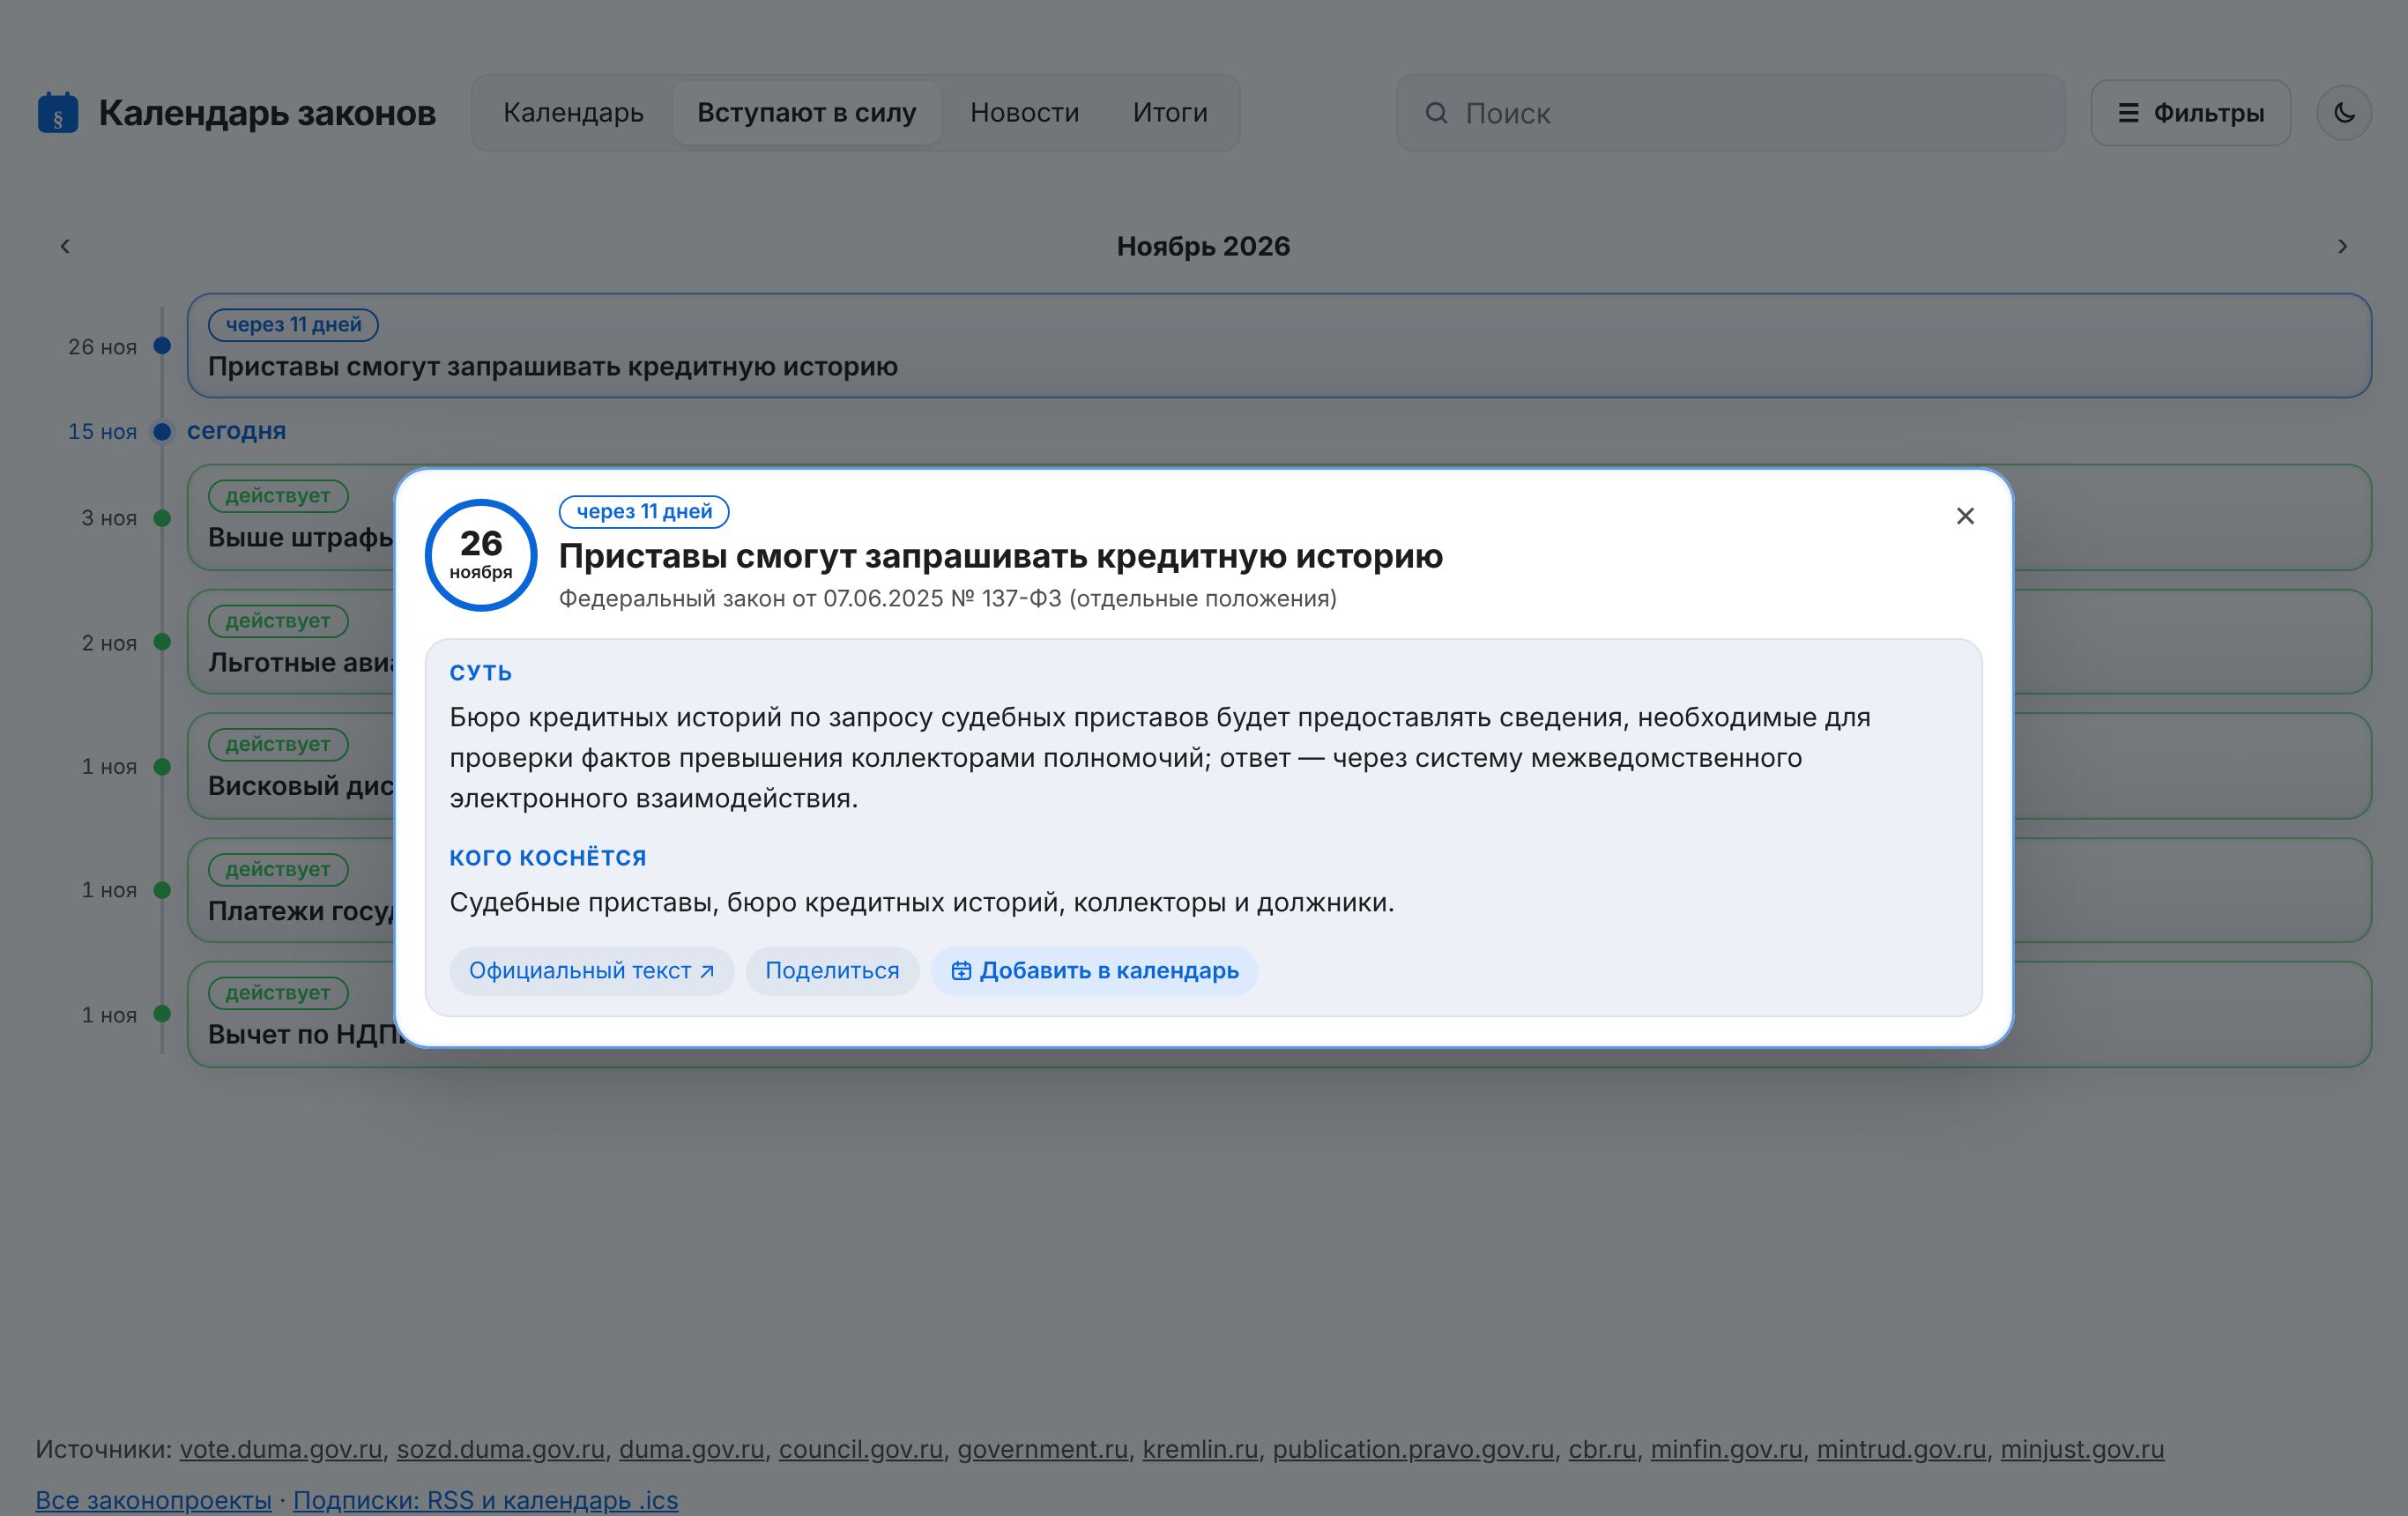 § Календарь законов
Календарь
Вступают в силу
Новости
Итоги
Поиск
Фильтры
Ноябрь 2026
26 ноя
через 11 дней
Приставы смогут запрашивать кредитную историю
15 ноя
сегодня
3 ноя
действует
Выше штрафы
2 ноя
действует
Льготные
1 ноя
действует
Висковый
1 ноя
действует
Платежи
1 ноя
действует
Вычет по
26
ноября
через 11 дней
Приставы смогут запрашивать кредитную историю
Федеральный закон от 07.06.2025 № 137-ФЗ (отдельные положения)
СУТЬ
Бюро кредитных историй по запросу судебных приставов будет предоставлять сведения, необходимые для
проверки фактов превышения коллекторами полномочий; ответ — через систему межведомственного
электронного взаимодействия.
КОГО КОСНЁТСЯ
Судебные приставы, бюро кредитных историй, коллекторы и должники.
Официальный текст ↗
Поделиться
Добавить в календарь
Источники: vote.duma.gov.ru, sozd.duma.gov.ru, duma.gov.ru, council.gov.ru, government.ru, kremlin.ru, publication.pravo.gov.ru, cbr.ru, minfin.gov.ru, mintrud.gov.ru, minjust.gov.ru
Все законопроекты · Подписки: RSS и календарь .ics